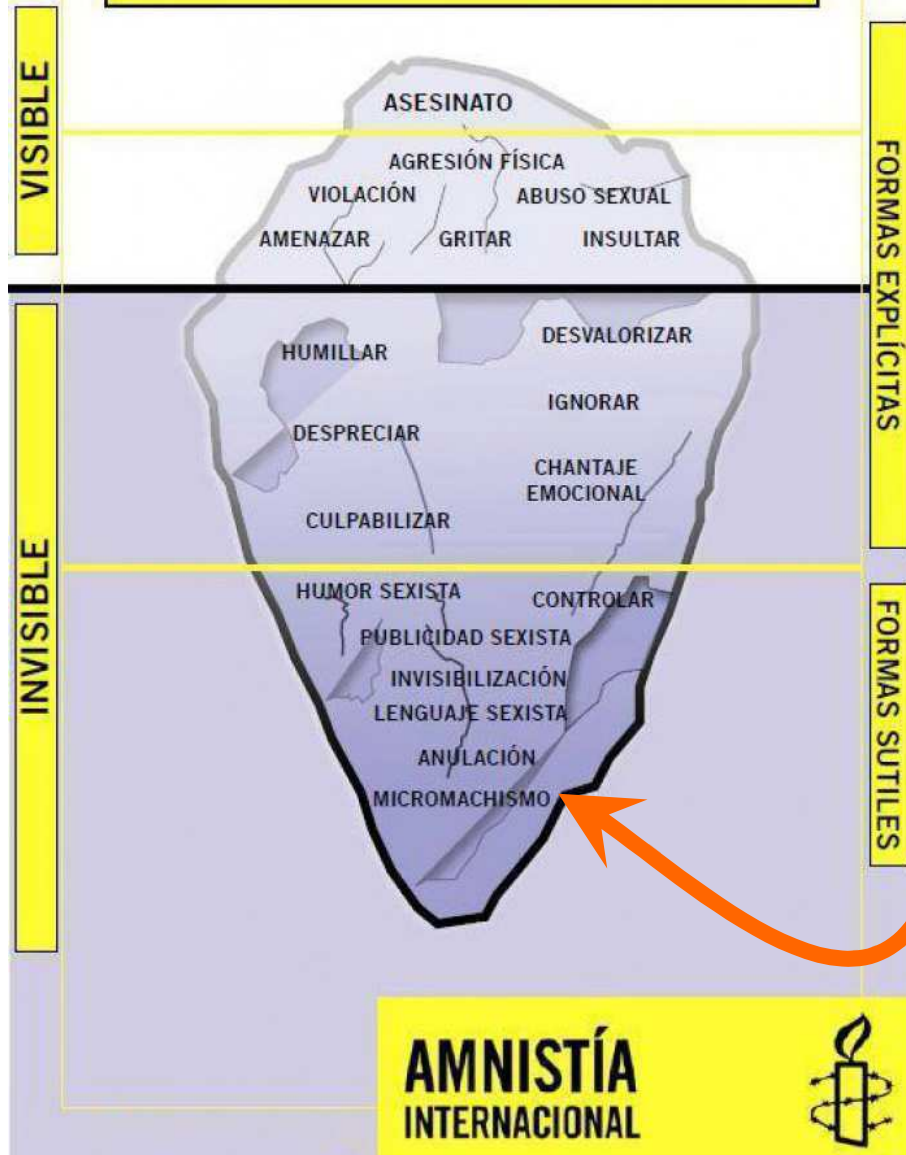 VISIBLE
ASESINATO
AGRESIÓN FÍSICA
VIOLACIÓN
ABUSO SEXUAL
AMENAZAR
GRITAR
INSULTAR
FORMAS EXPLÍCITAS
INVISIBLE
HUMILLAR
DESVALORIZAR
IGNORAR
DESPRECIAR
CHANTAJE
EMOCIONAL
CULPABILIZAR
HUMOR SEXISTA
CONTROLAR
PUBLICIDAD SEXISTA
INVISIBILIZACIÓN
LENGUAJE SEXISTA
ANULACIÓN
MICROMACHISMO
FORMAS SUTILES
AMNISTÍA
INTERNACIONAL